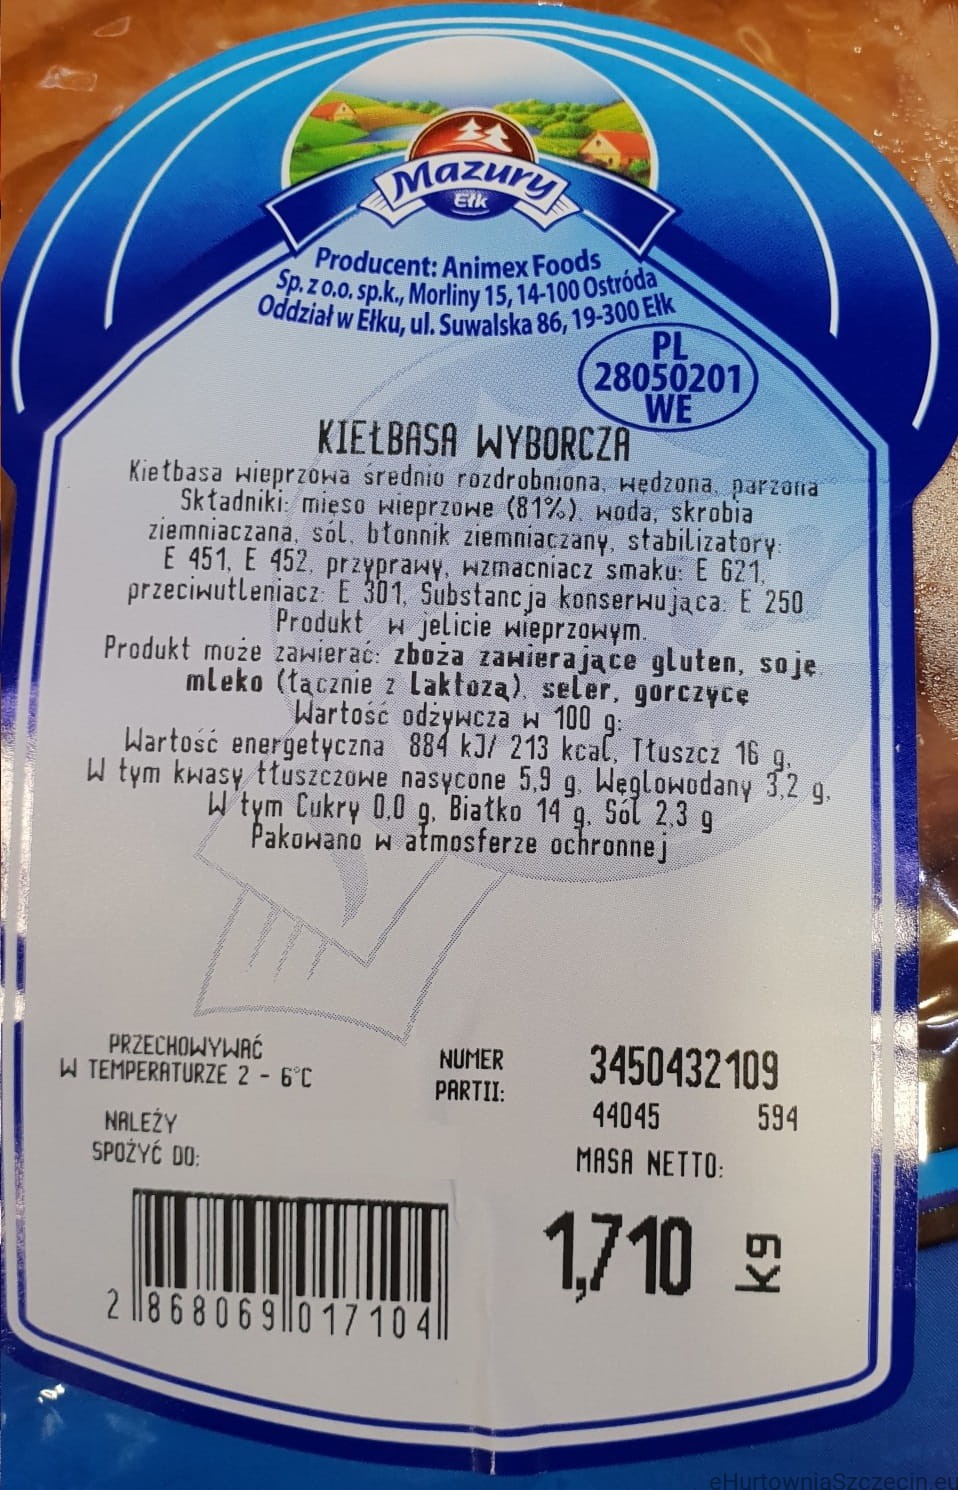 Mazury
Ełk
Producent: Animex Foods
Sp. z o.o. sp.k., Morliny 15, 14-100 Ostróda
Oddział w Ełku, ul. Suwalska 86, 19-300 Ełk
PL
28050201
WE
KIEŁBASA WYBORCZA
Kiełbasa wieprzowa średnio rozdrobniona, wędzona, parzona
Składniki: mięso wieprzowe (81%), woda, skrobia
ziemniaczana, sól, błonnik ziemniaczany, stabilizatory:
E 451, E 452, przyprawy, wzmacniacz smaku: E 621,
przeciwutleniacz: E 301, Substancja konserwująca: E 250
Produkt w jelicie wieprzowym.
Produkt może zawierać: zboża zawierające gluten, soję,
mleko (łącznie z laktozą), seler, gorczycę
Wartość odżywcza w 100 g:
Wartość energetyczna 884 kJ/ 213 kcal, Tłuszcz 16 g,
W tym kwasy tłuszczowe nasycone 5,9 g, Węglowodany 3,2 g,
W tym Cukry 0,0 g, Białko 14 g, Sól 2,3 g
Pakowano w atmosferze ochronnej
PRZECHOWYWAĆ
W TEMPERATURZE 2 - 6°C
NUMER
PARTII:
3450432109
44045 594
NALEŻY
SPOŻYĆ DO:
MASA NETTO:
1,710 kg
2 868069 017104
eHurtowniaSzczecin.eu